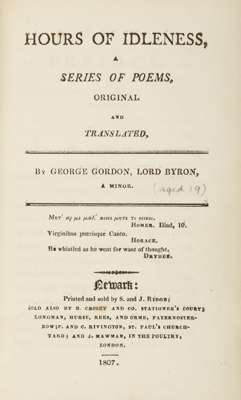 HOURS OF IDLENESS,
A
SERIES OF POEMS,
ORIGINAL
AND
TRANSLATED,
BY GEORGE GORDON, LORD BYRON,
A MINOR.
(aged 19)
HOMER. Iliad, 10.
Virginibus puerisque Canto.
HORACE.
He whistled as he went for want of thought.
DRYDEN.
Newark:
Printed and sold by S. and J. RIDGE;
SOLD ALSO BY B. CROSBY AND CO. STATIONER'S COURT;
LONGMAN, HURST, REES, AND ORME, PATERNOSTER-
ROW; F. AND C. RIVINGTON, ST. PAUL'S CHURCH-
YARD; AND J. MAWMAN, IN THE POULTRY,
LONDON.
1807.